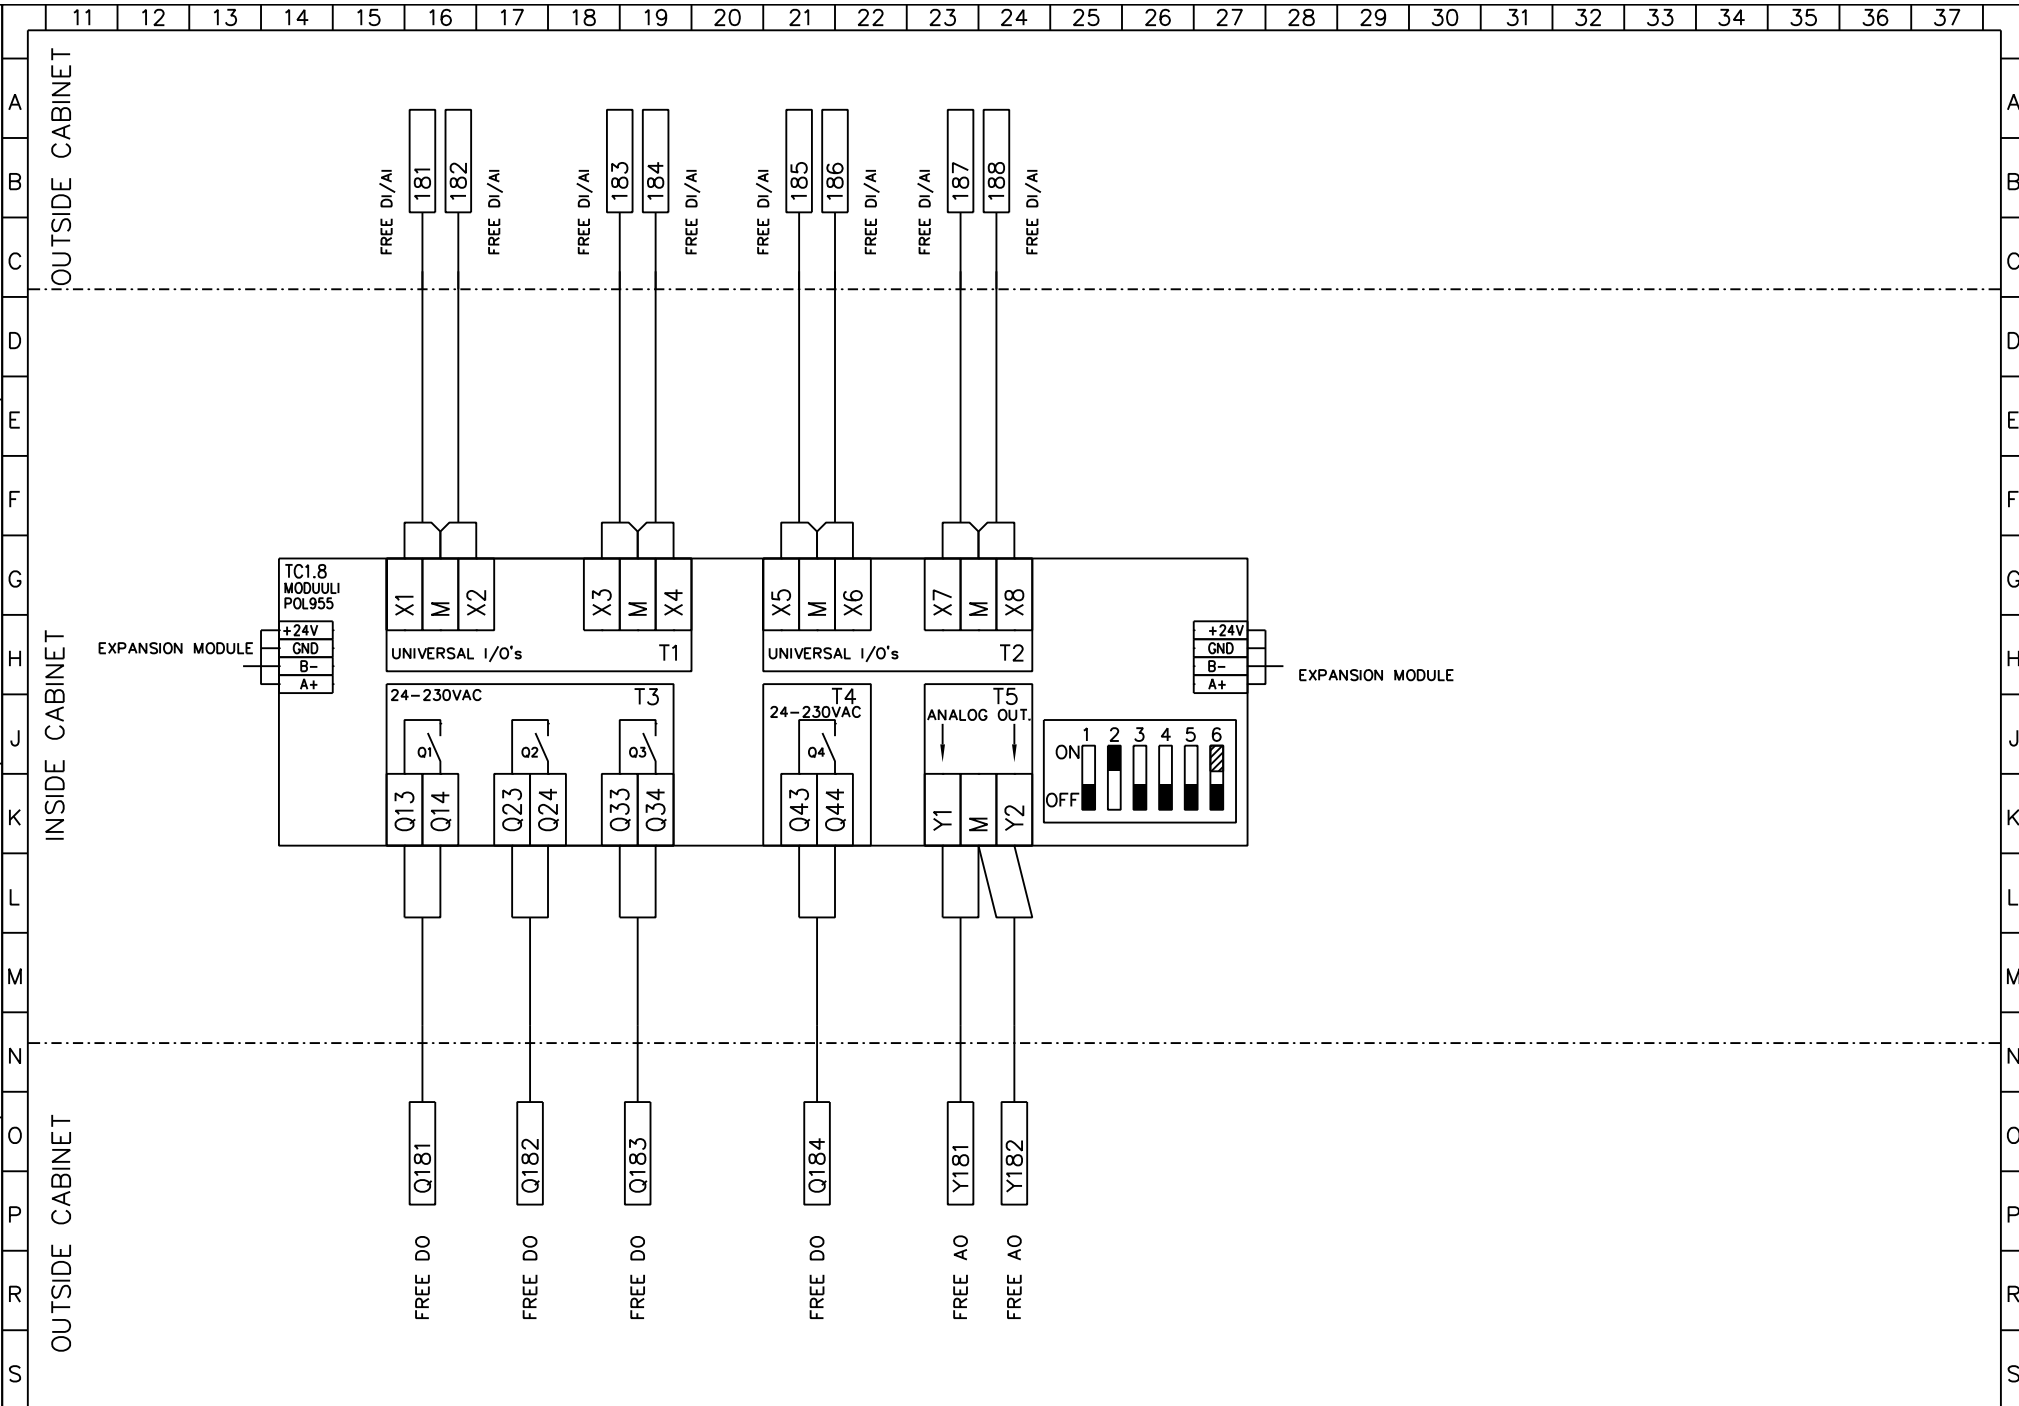 11 12 13 14 15 16 17 18 19 20 21 22 23 24 25 26 27 28 29 30 31 32 33 34 35 36 37
A A
B B
C C
D D
E E
F F
G G
H H
J J
K K
L L
M M
N N
O O
P P
R R
S S
OUTSIDE CABINET
FREE DI/AI
181
182
FREE DI/AI
FREE DI/AI
183
184
FREE DI/AI
FREE DI/AI
185
186
FREE DI/AI
FREE DI/AI
187
188
FREE DI/AI
INSIDE CABINET
TC1.8
MODUULI
POL955
X1 M X2
X3 M X4
X5 M X6
X7 M X8
EXPANSION MODULE
+24V
GND
B-
A+
UNIVERSAL I/O's T1
UNIVERSAL I/O's T2
+24V
GND
B-
A+
EXPANSION MODULE
24-230VAC T3
Q1
Q2
Q3
T4
24-230VAC
Q4
T5
ANALOG OUT.
1 2 3 4 5 6
ON
OFF
Q13 Q14
Q23 Q24
Q33 Q34
Q43 Q44
Y1 M Y2
OUTSIDE CABINET
Q181
Q182
Q183
Q184
Y181
Y182
FREE DO
FREE DO
FREE DO
FREE DO
FREE AO
FREE AO